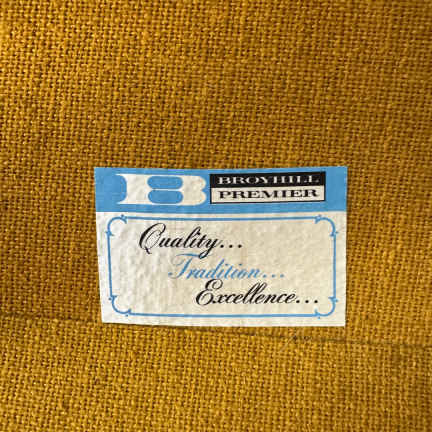 B
BROYHILL
PREMIER
Quality...
Tradition...
Excellence...